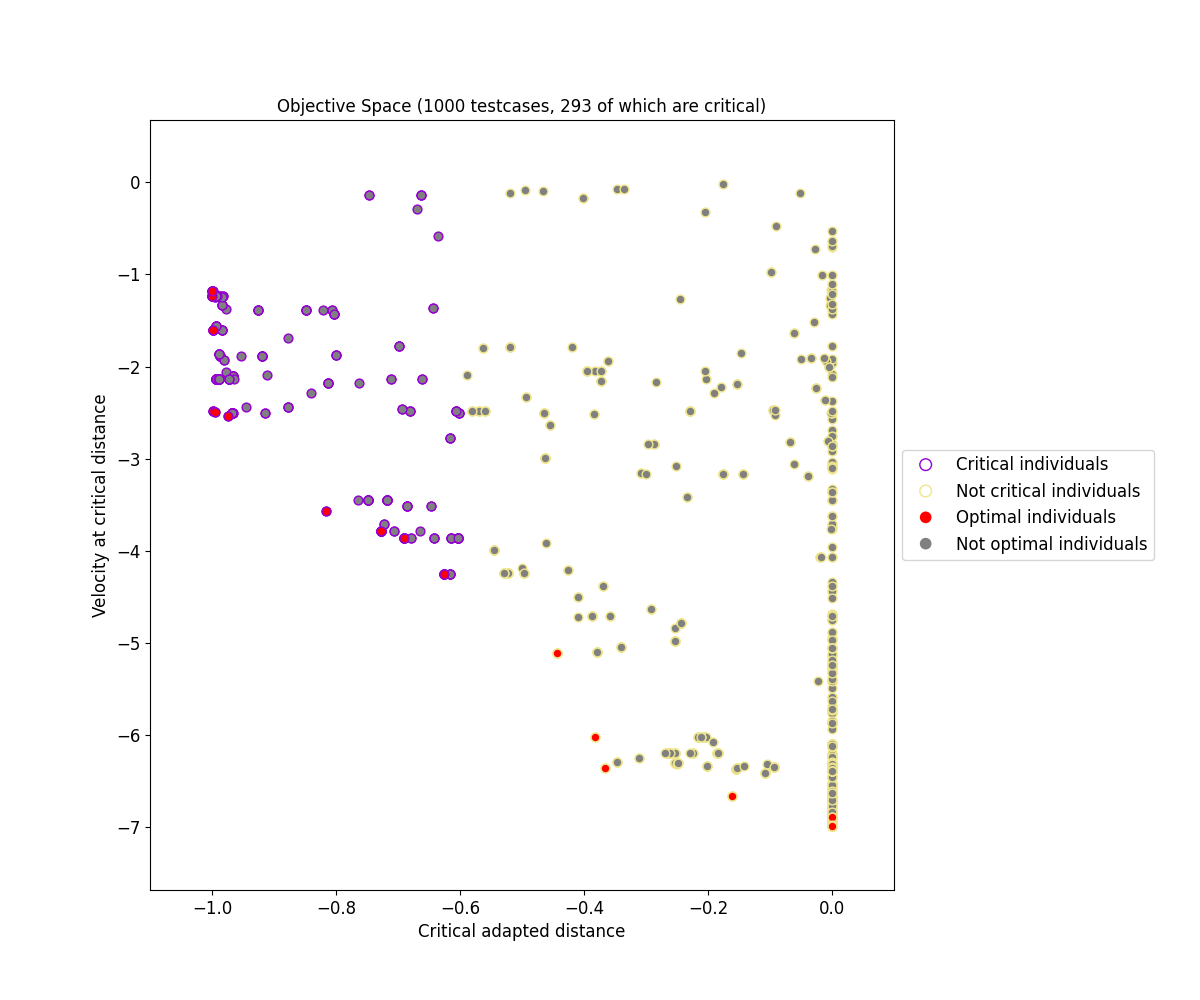 Objective Space (1000 testcases, 293 of which are critical)
0
−1
−2
−3
−4
−5
−6
−7
Velocity at critical distance
−1.0
−0.8
−0.6
−0.4
−0.2
0.0
Critical adapted distance
Critical individuals
Not critical individuals
Optimal individuals
Not optimal individuals